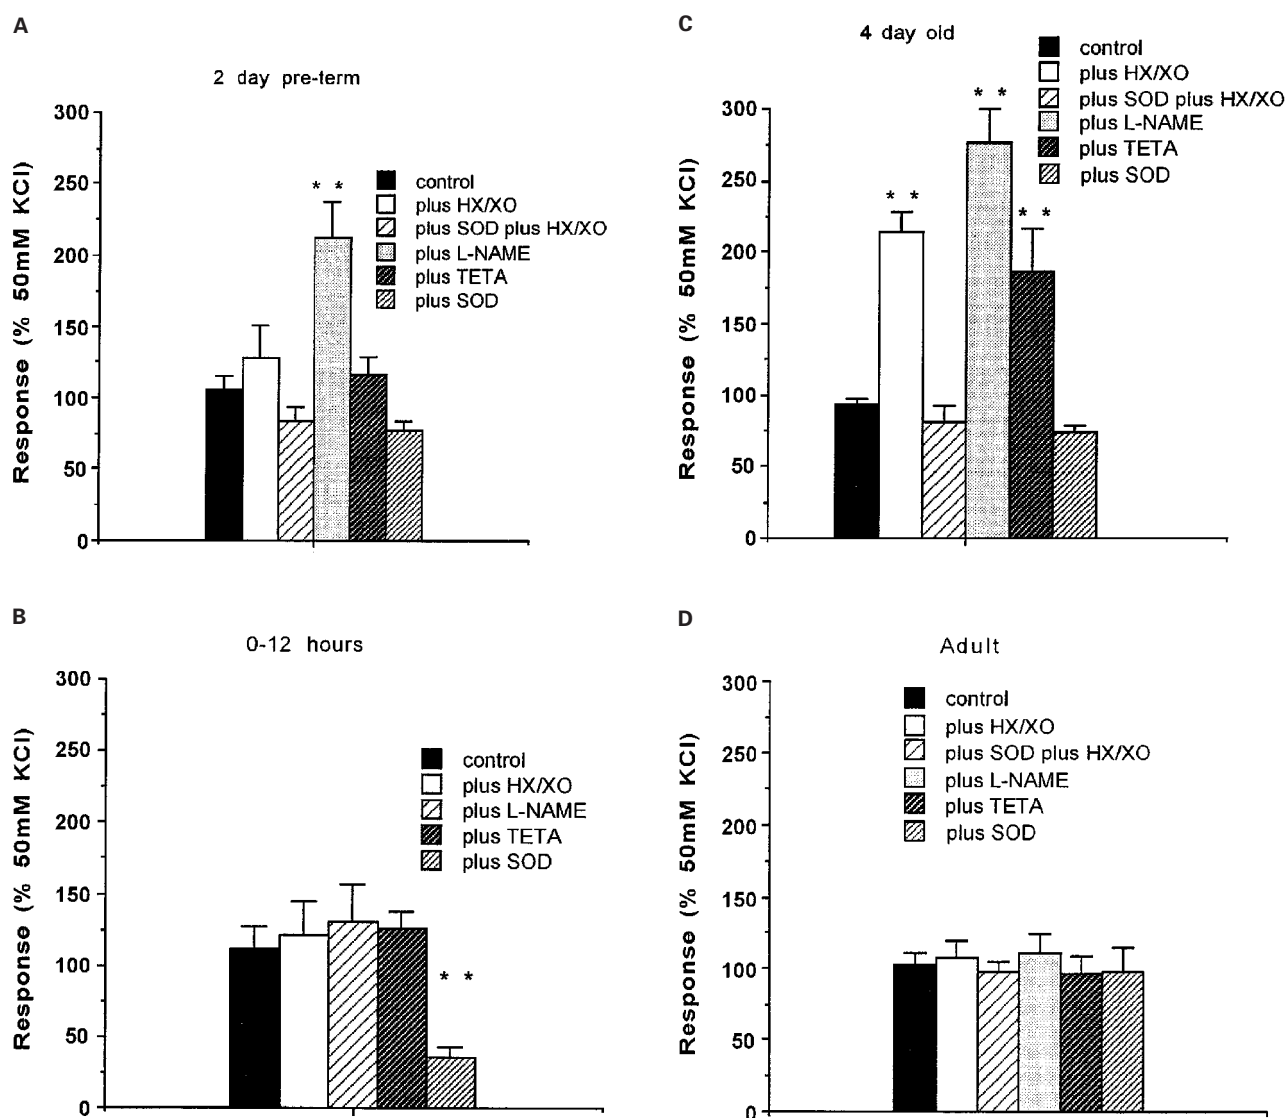 A
2 day pre-term
300
250
200
150
100
50
0
Response (% 50mM KCl)
* *
control
plus HX/XO
plus SOD plus HX/XO
plus L-NAME
plus TETA
plus SOD
C
4 day old
300
250
200
150
100
50
0
Response (% 50mM KCl)
* *
* *
* *
control
plus HX/XO
plus SOD plus HX/XO
plus L-NAME
plus TETA
plus SOD
B
0-12 hours
300
250
200
150
100
50
0
Response (% 50mM KCl)
control
plus HX/XO
plus L-NAME
plus TETA
plus SOD
* *
D
Adult
300
250
200
150
100
50
0
Response (% 50mM KCl)
control
plus HX/XO
plus SOD plus HX/XO
plus L-NAME
plus TETA
plus SOD